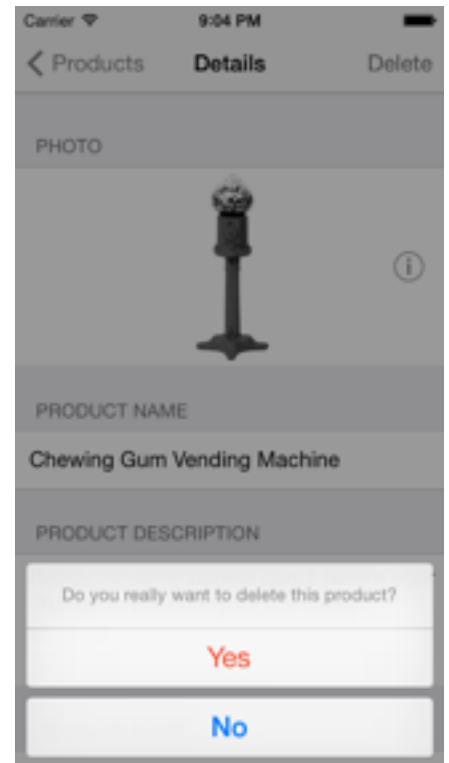 Carrier 9:04 PM
Products Details Delete
PHOTO
PRODUCT NAME
Chewing Gum Vending Machine
PRODUCT DESCRIPTION
Do you really want to delete this product?
Yes
No